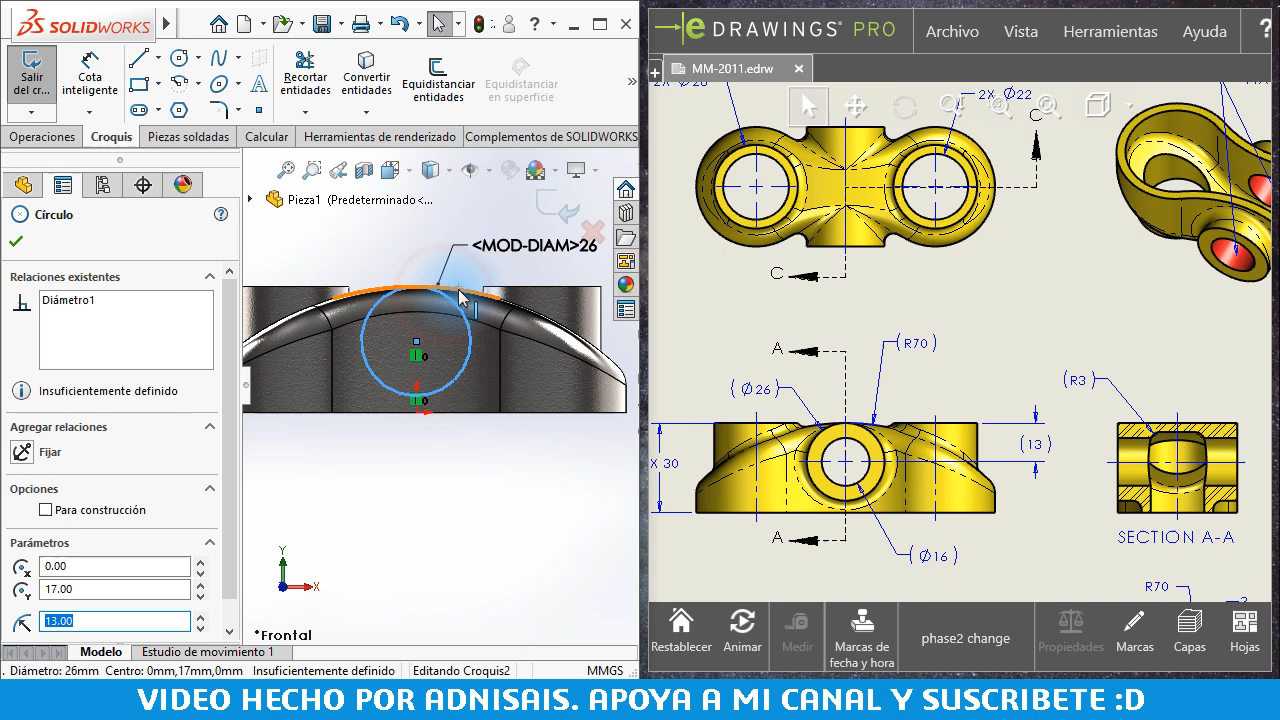 SOLIDWORKS
Salir
del cr...
Cota
inteligente
Recortar
entidades
Convertir
entidades
Equidistanciar
entidades
Equidistanciar
en superficie
Operaciones
Croquis
Piezas soldadas
Calcular
Herramientas de renderizado
Complementos de SOLIDWORKS
Pieza1 (Predeterminado <...
Círculo
Relaciones existentes
Diámetro1
Insuficientemente definido
Agregar relaciones
Fijar
Opciones
Para construcción
Parámetros
0.00
17.00
13.00
<MOD-DIAM>26
0
0
Y
X
*Frontal
Modelo
Estudio de movimiento 1
Diámetro: 26mm Centro: 0mm,17mm,0mm
Insuficientemente definido
Editando Croquis2
MMGS
eDRAWINGS® PRO
Archivo
Vista
Herramientas
Ayuda
?
MM-2011.edrw
2X Ø22
C
C
A
(R70)
(R3)
(Ø26)
(13)
X 30
A
(Ø16)
SECTION A-A
R70
Restablecer
Animar
Medir
Marcas de
fecha y hora
phase2 change
Propiedades
Marcas
Capas
Hojas
VIDEO HECHO POR ADNISAIS. APOYA A MI CANAL Y SUSCRIBETE :D